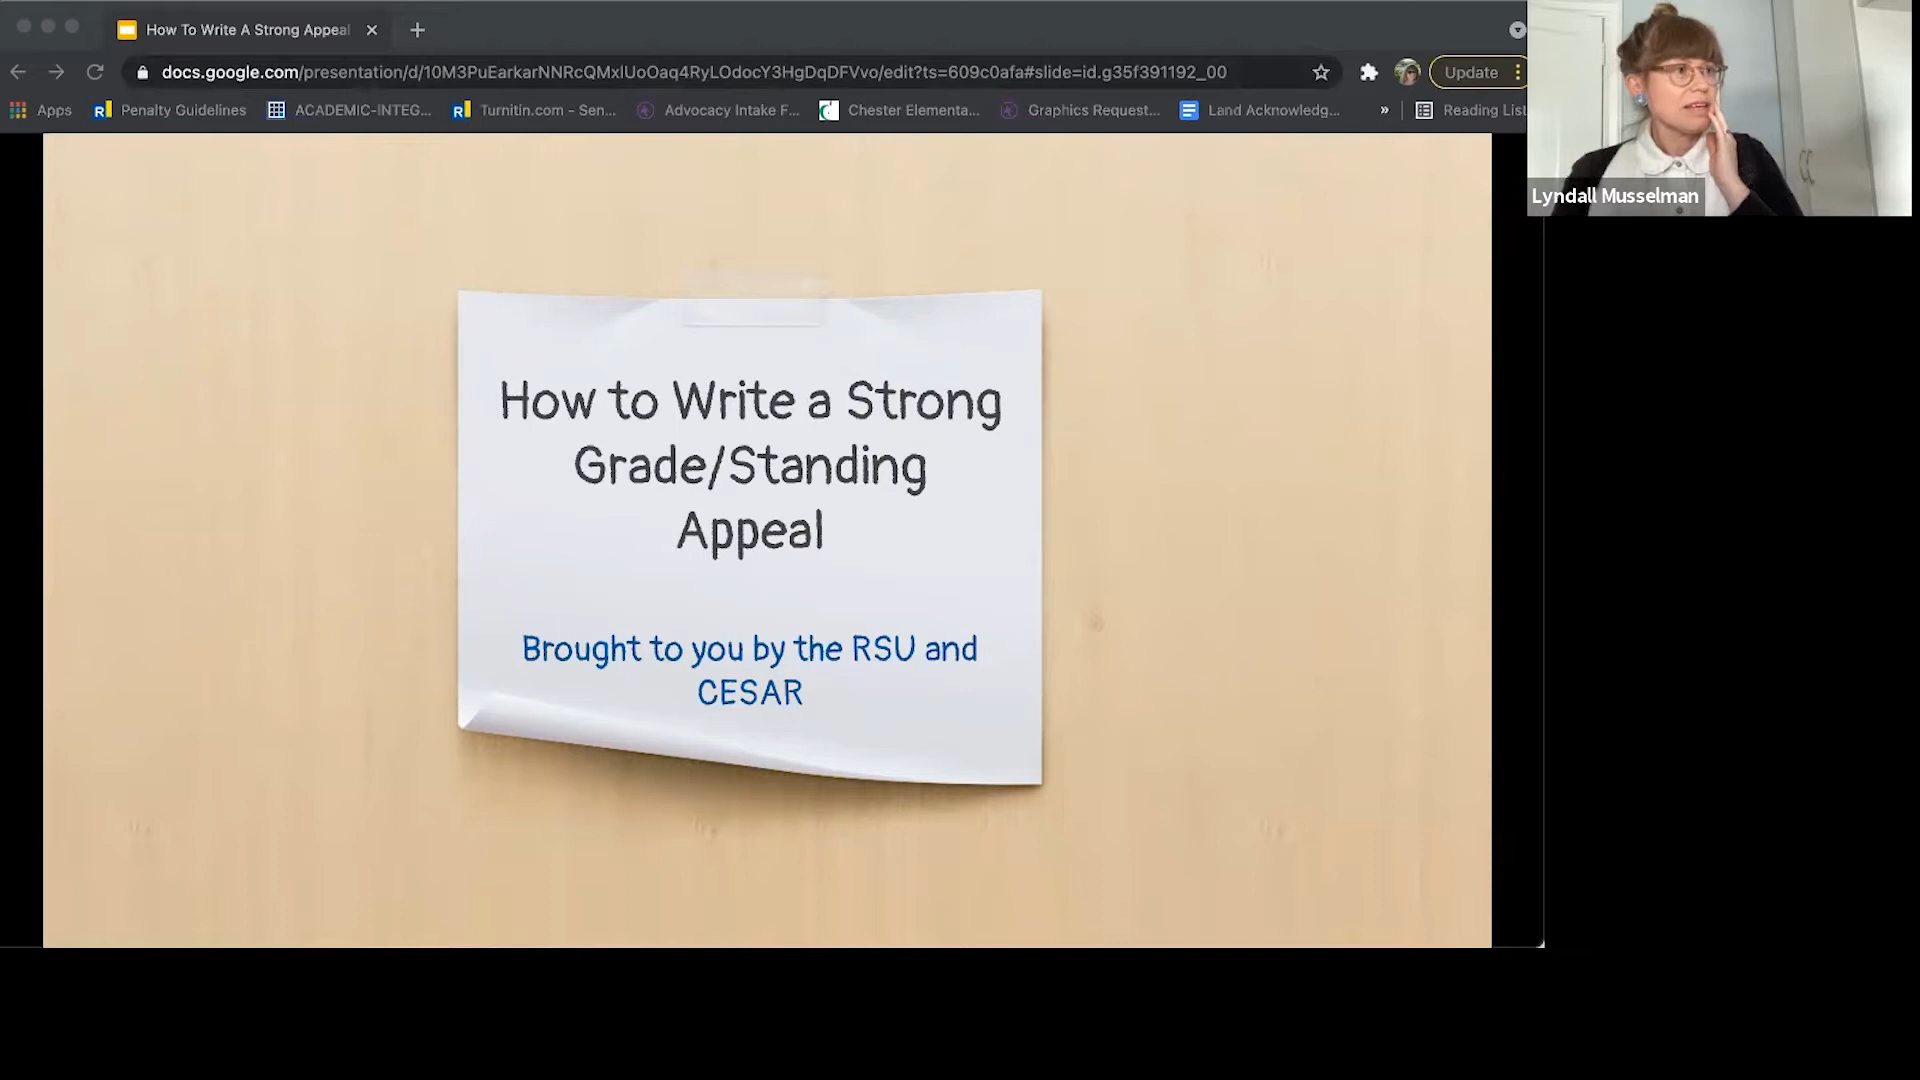 How To Write A Strong Appeal
docs.google.com/presentation/d/10M3PuEarkarNNRcQMxlUoOaq4RyLOdocY3HgDqDFVvo/edit?ts=609c0afa#slide=id.g35f391192_00
Update
Apps
Penalty Guidelines
ACADEMIC-INTEG...
Turnitin.com - Sen...
Advocacy Intake F...
Chester Elementa...
Graphics Request...
Land Acknowledg...
»
Reading List
Lyndall Musselman
How to Write a Strong
Grade/Standing
Appeal
Brought to you by the RSU and
CESAR